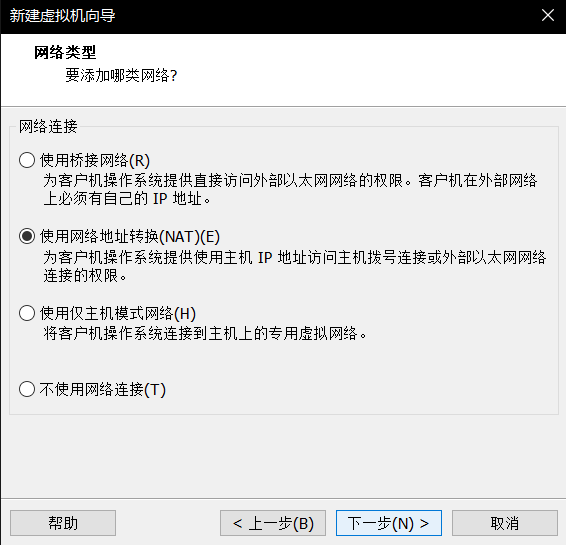 新建虚拟机向导
网络类型
要添加哪类网络?
网络连接
使用桥接网络(R)
为客户机操作系统提供直接访问外部以太网网络的权限。客户机在外部网络
上必须有自己的 IP 地址。
使用网络地址转换(NAT)(E)
为客户机操作系统提供使用主机 IP 地址访问主机拨号连接或外部以太网网络
连接的权限。
使用仅主机模式网络(H)
将客户机操作系统连接到主机上的专用虚拟网络。
不使用网络连接(T)
帮助
< 上一步(B)
下一步(N) >
取消